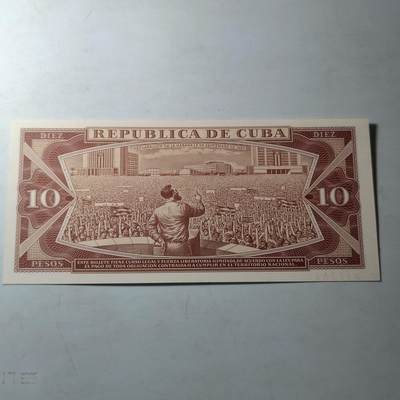 DIEZ REPUBLICA DE CUBA DIEZ
10 10
PESOS ESTE BILLETE TIENE CURSO LEGAL Y FUERZA LIBERATORIA ILIMITADA, DE ACUERDO CON LA LEY, PARA PESOS
EL PAGO DE TODA OBLIGACION CONTRAIDA O A CUMPLIR EN EL TERRITORIO NACIONAL.